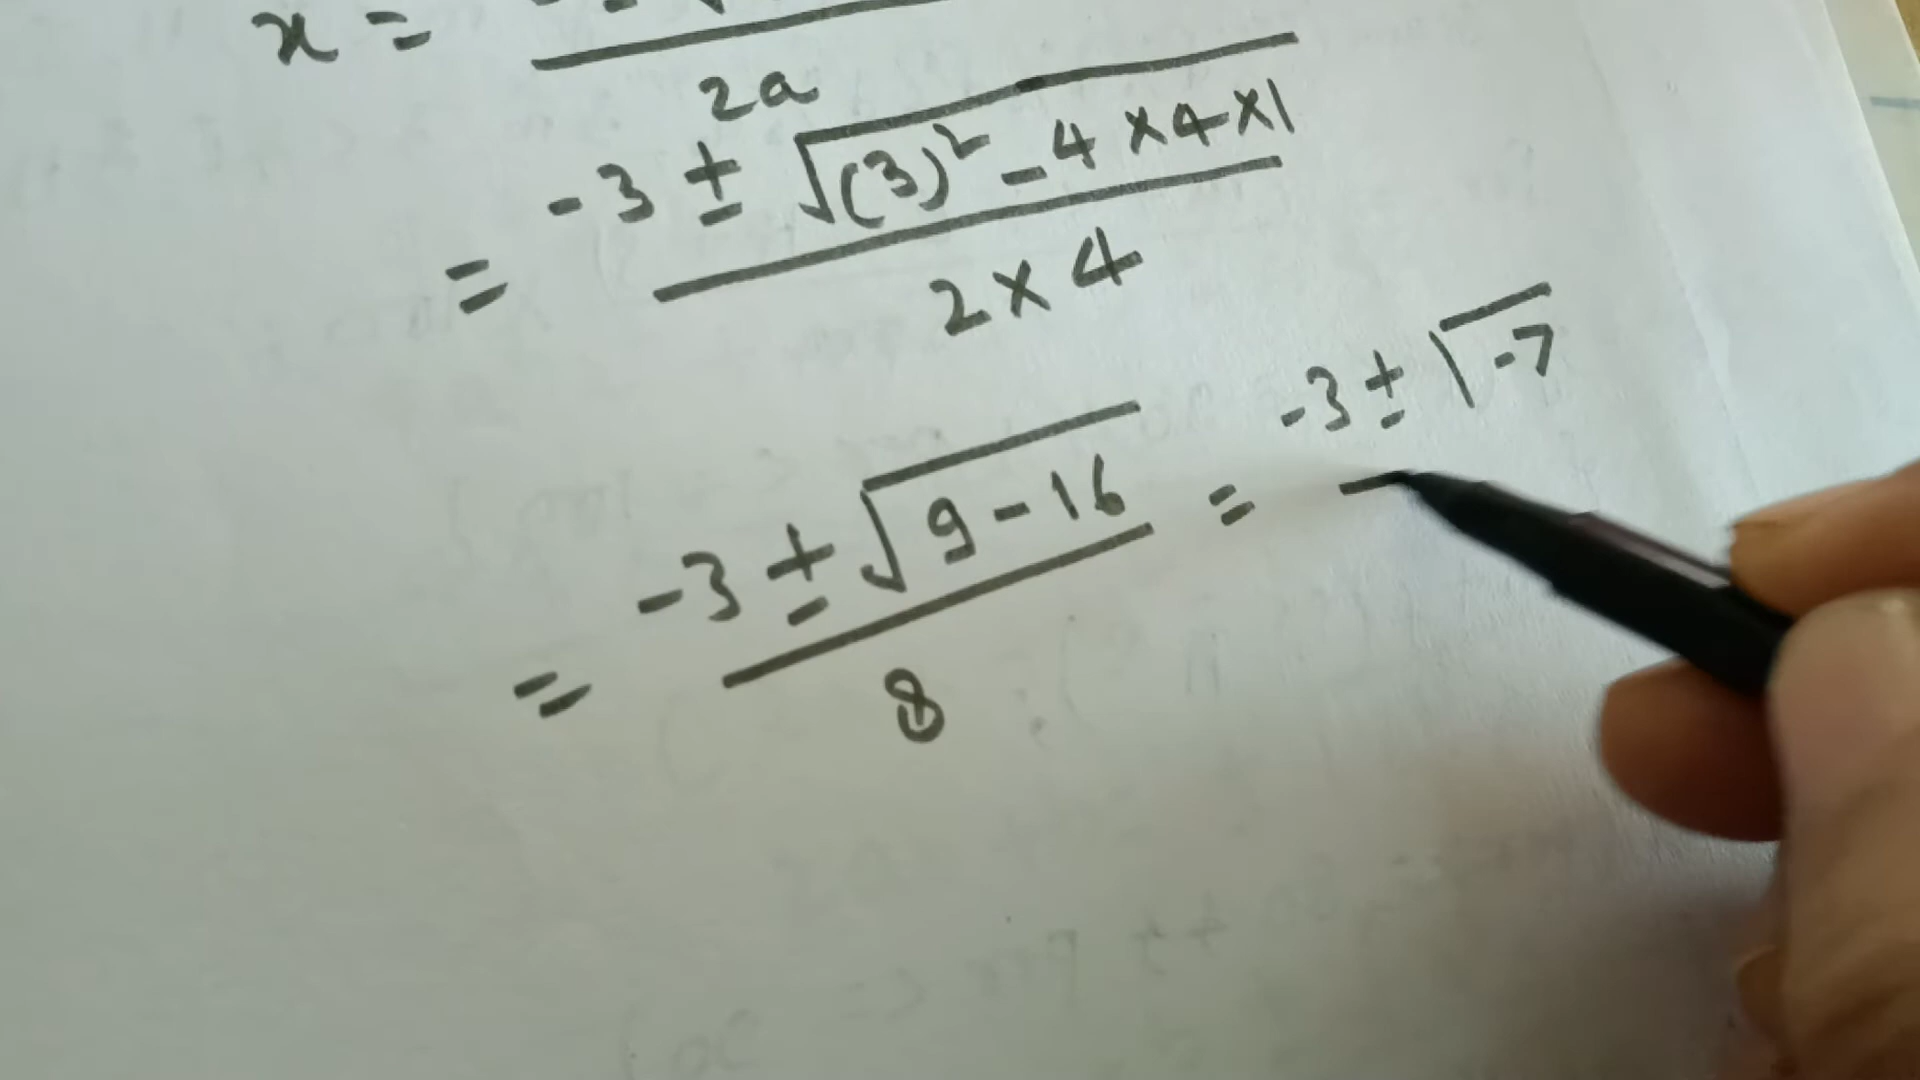 x =
2a
= -3 ± √(3)² - 4 × 4 × 1
2 × 4
= -3 ± √9 - 16 = -3 ± √-7
8